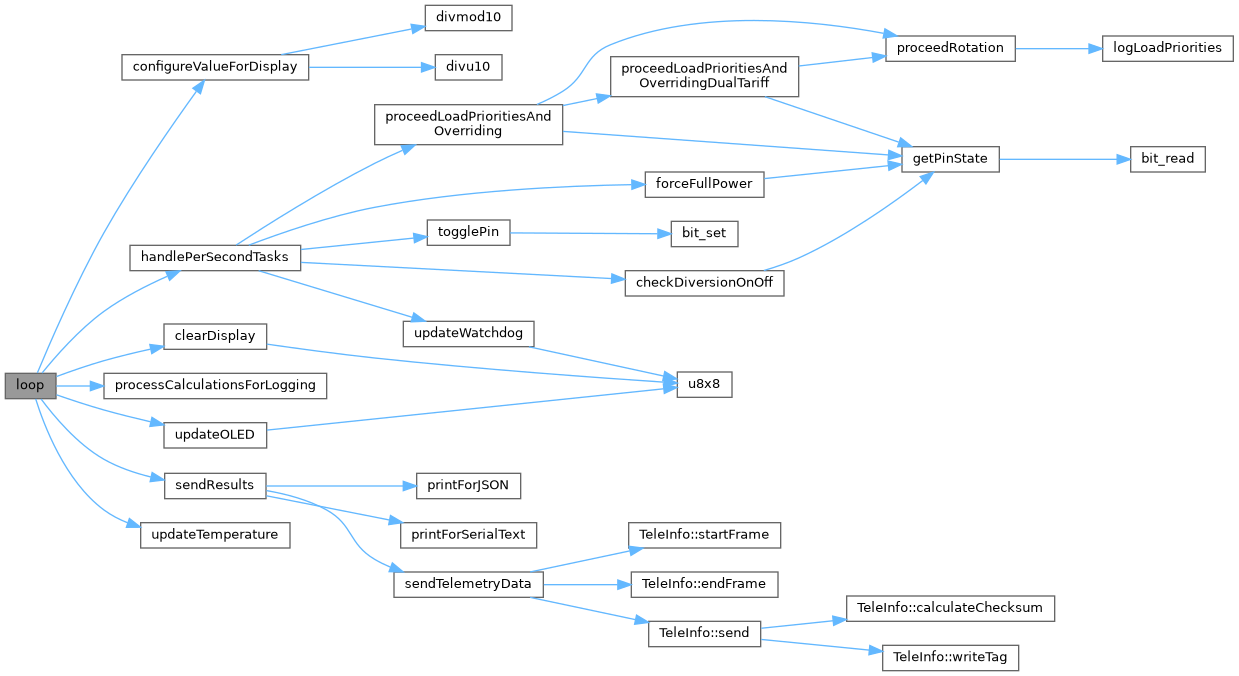 divmod10
configureValueForDisplay
divu10
proceedRotation
logLoadPriorities
proceedLoadPrioritiesAnd
OverridingDualTariff
proceedLoadPrioritiesAnd
Overriding
getPinState
bit_read
forceFullPower
togglePin
bit_set
handlePerSecondTasks
checkDiversionOnOff
clearDisplay
updateWatchdog
loop
processCalculationsForLogging
u8x8
updateOLED
sendResults
printForJSON
updateTemperature
printForSerialText
TeleInfo::startFrame
sendTelemetryData
TeleInfo::endFrame
TeleInfo::calculateChecksum
TeleInfo::send
TeleInfo::writeTag